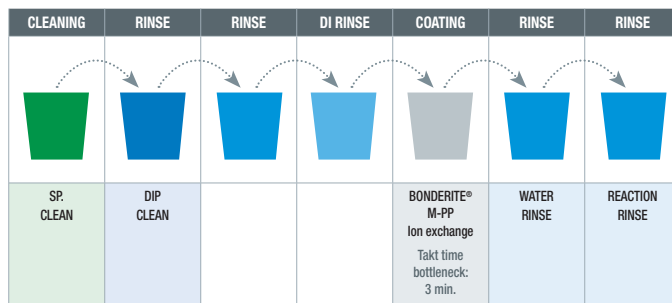 CLEANING RINSE RINSE DI RINSE COATING RINSE RINSE
SP.
CLEAN
DIP
CLEAN
BONDERITE®
M-PP
Ion exchange
Takt time
bottleneck:
3 min.
WATER
RINSE
REACTION
RINSE